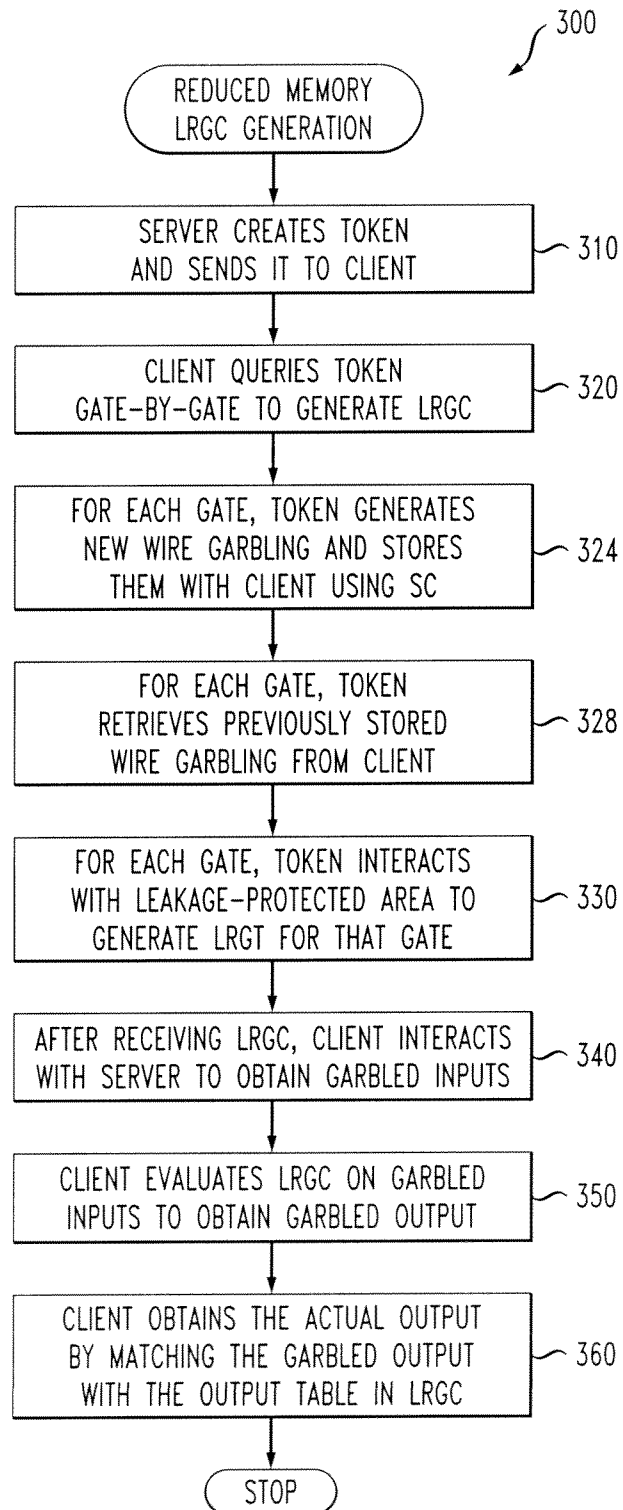 300
REDUCED MEMORY
LRGC GENERATION
SERVER CREATES TOKEN
AND SENDS IT TO CLIENT
310
CLIENT QUERIES TOKEN
GATE-BY-GATE TO GENERATE LRGC
320
FOR EACH GATE, TOKEN GENERATES
NEW WIRE GARBLING AND STORES
THEM WITH CLIENT USING SC
324
FOR EACH GATE, TOKEN
RETRIEVES PREVIOUSLY STORED
WIRE GARBLING FROM CLIENT
328
FOR EACH GATE, TOKEN INTERACTS
WITH LEAKAGE-PROTECTED AREA TO
GENERATE LRGT FOR THAT GATE
330
AFTER RECEIVING LRGC, CLIENT INTERACTS
WITH SERVER TO OBTAIN GARBLED INPUTS
340
CLIENT EVALUATES LRGC ON GARBLED
INPUTS TO OBTAIN GARBLED OUTPUT
350
CLIENT OBTAINS THE ACTUAL OUTPUT
BY MATCHING THE GARBLED OUTPUT
WITH THE OUTPUT TABLE IN LRGC
360
STOP